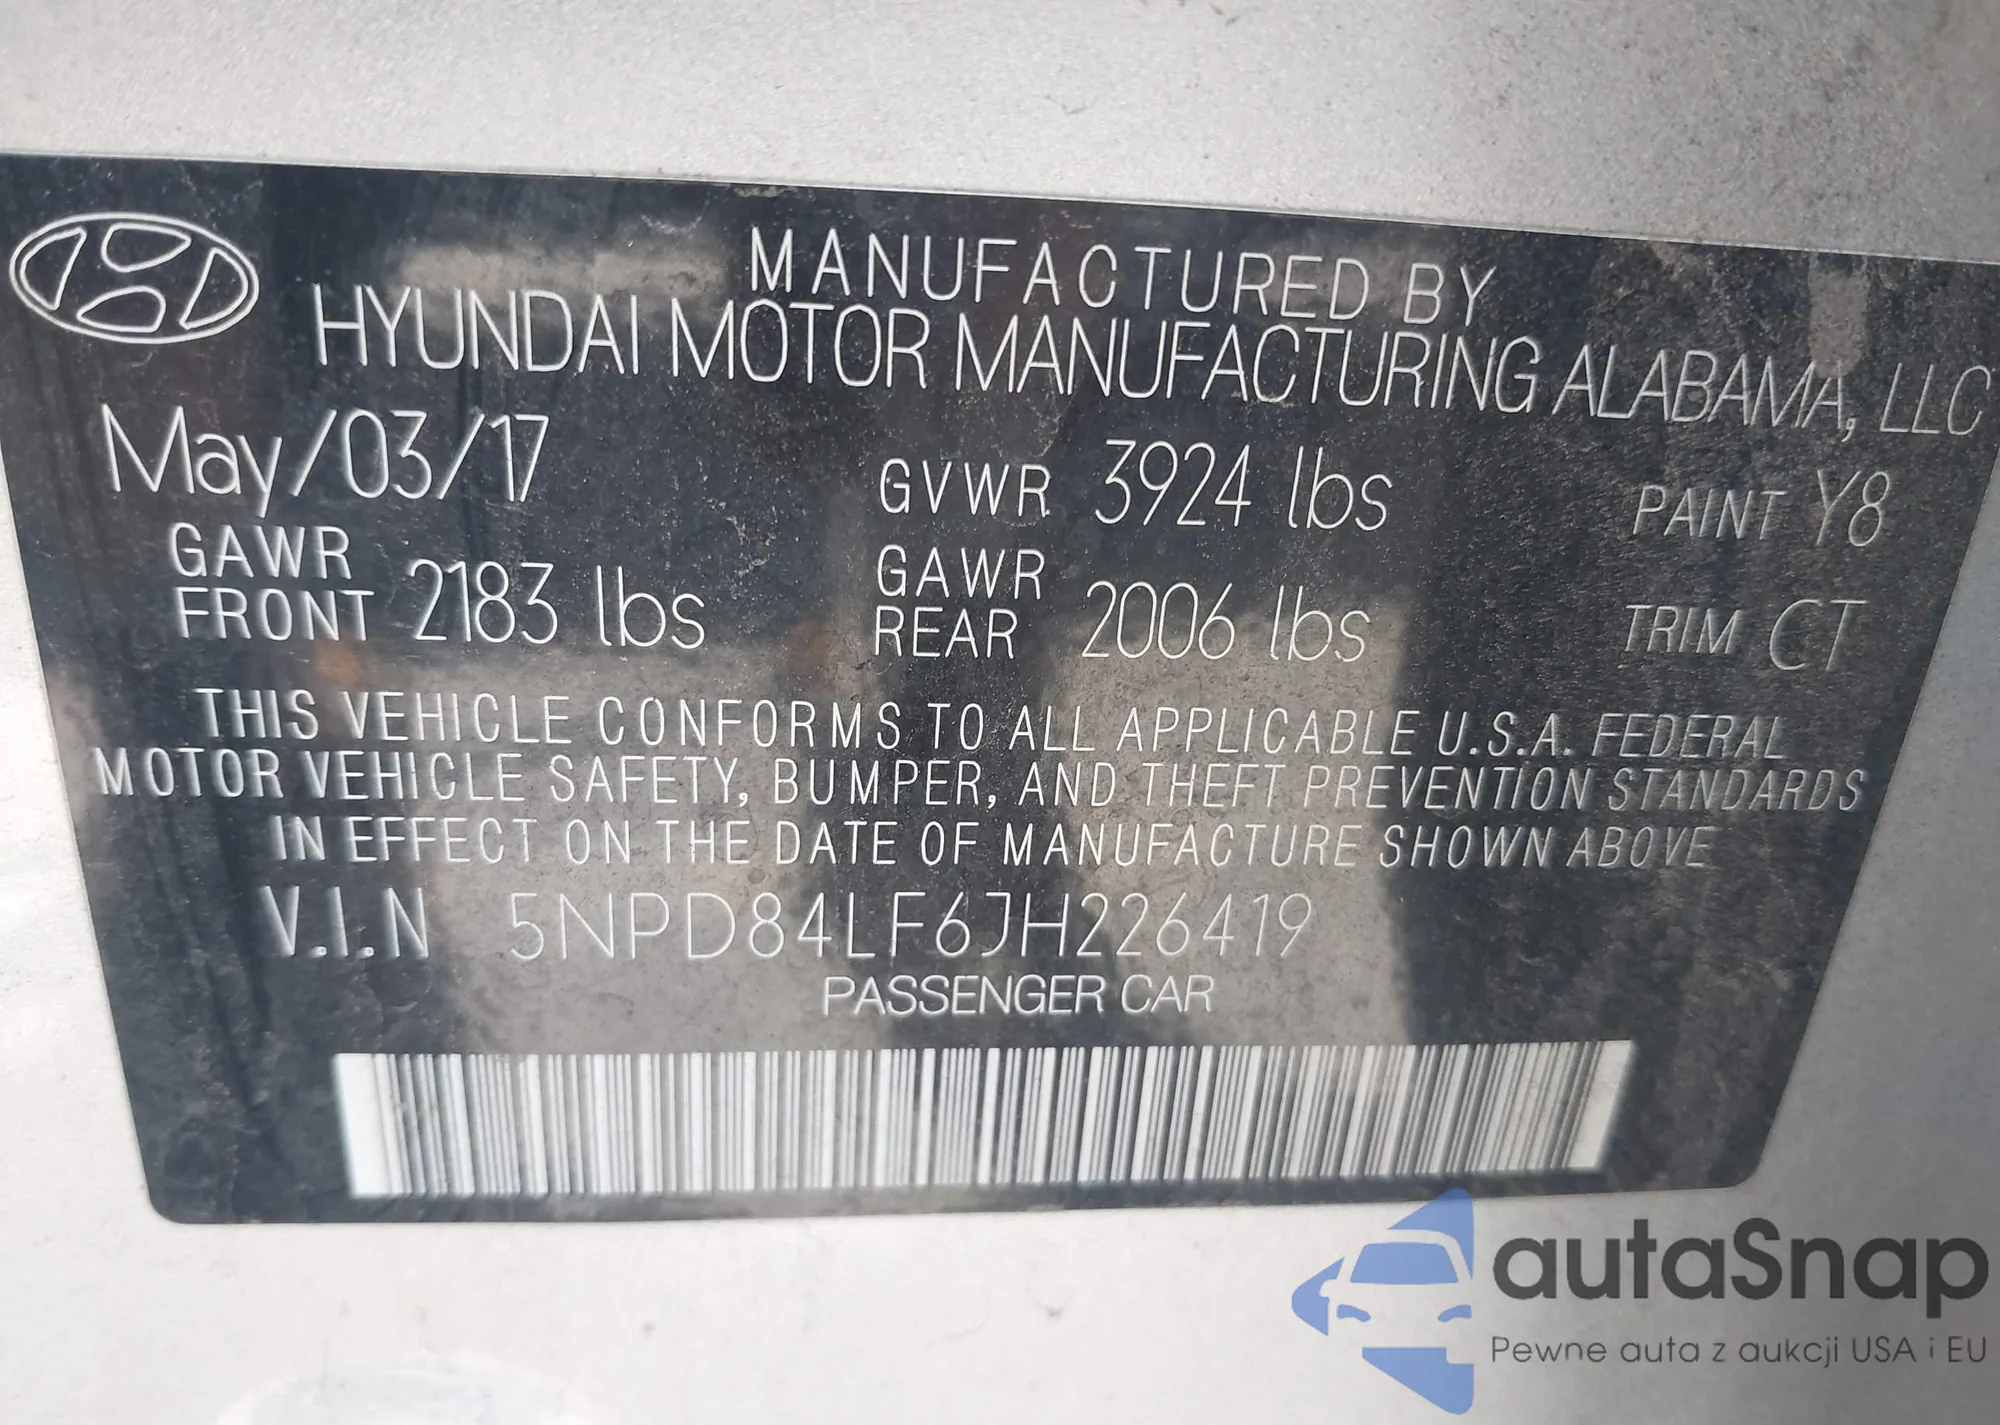 MANUFACTURED BY
HYUNDAI MOTOR MANUFACTURING ALABAMA, LLC
May/03/17 GVWR 3924 lbs PAINT Y8
GAWR FRONT 2183 lbs GAWR REAR 2006 lbs TRIM CT
THIS VEHICLE CONFORMS TO ALL APPLICABLE U.S.A. FEDERAL
MOTOR VEHICLE SAFETY, BUMPER, AND THEFT PREVENTION STANDARDS
IN EFFECT ON THE DATE OF MANUFACTURE SHOWN ABOVE
V.I.N 5NPD84LF6JH226419
PASSENGER CAR
autaSnap
Pewne auta z aukcji USA i EU